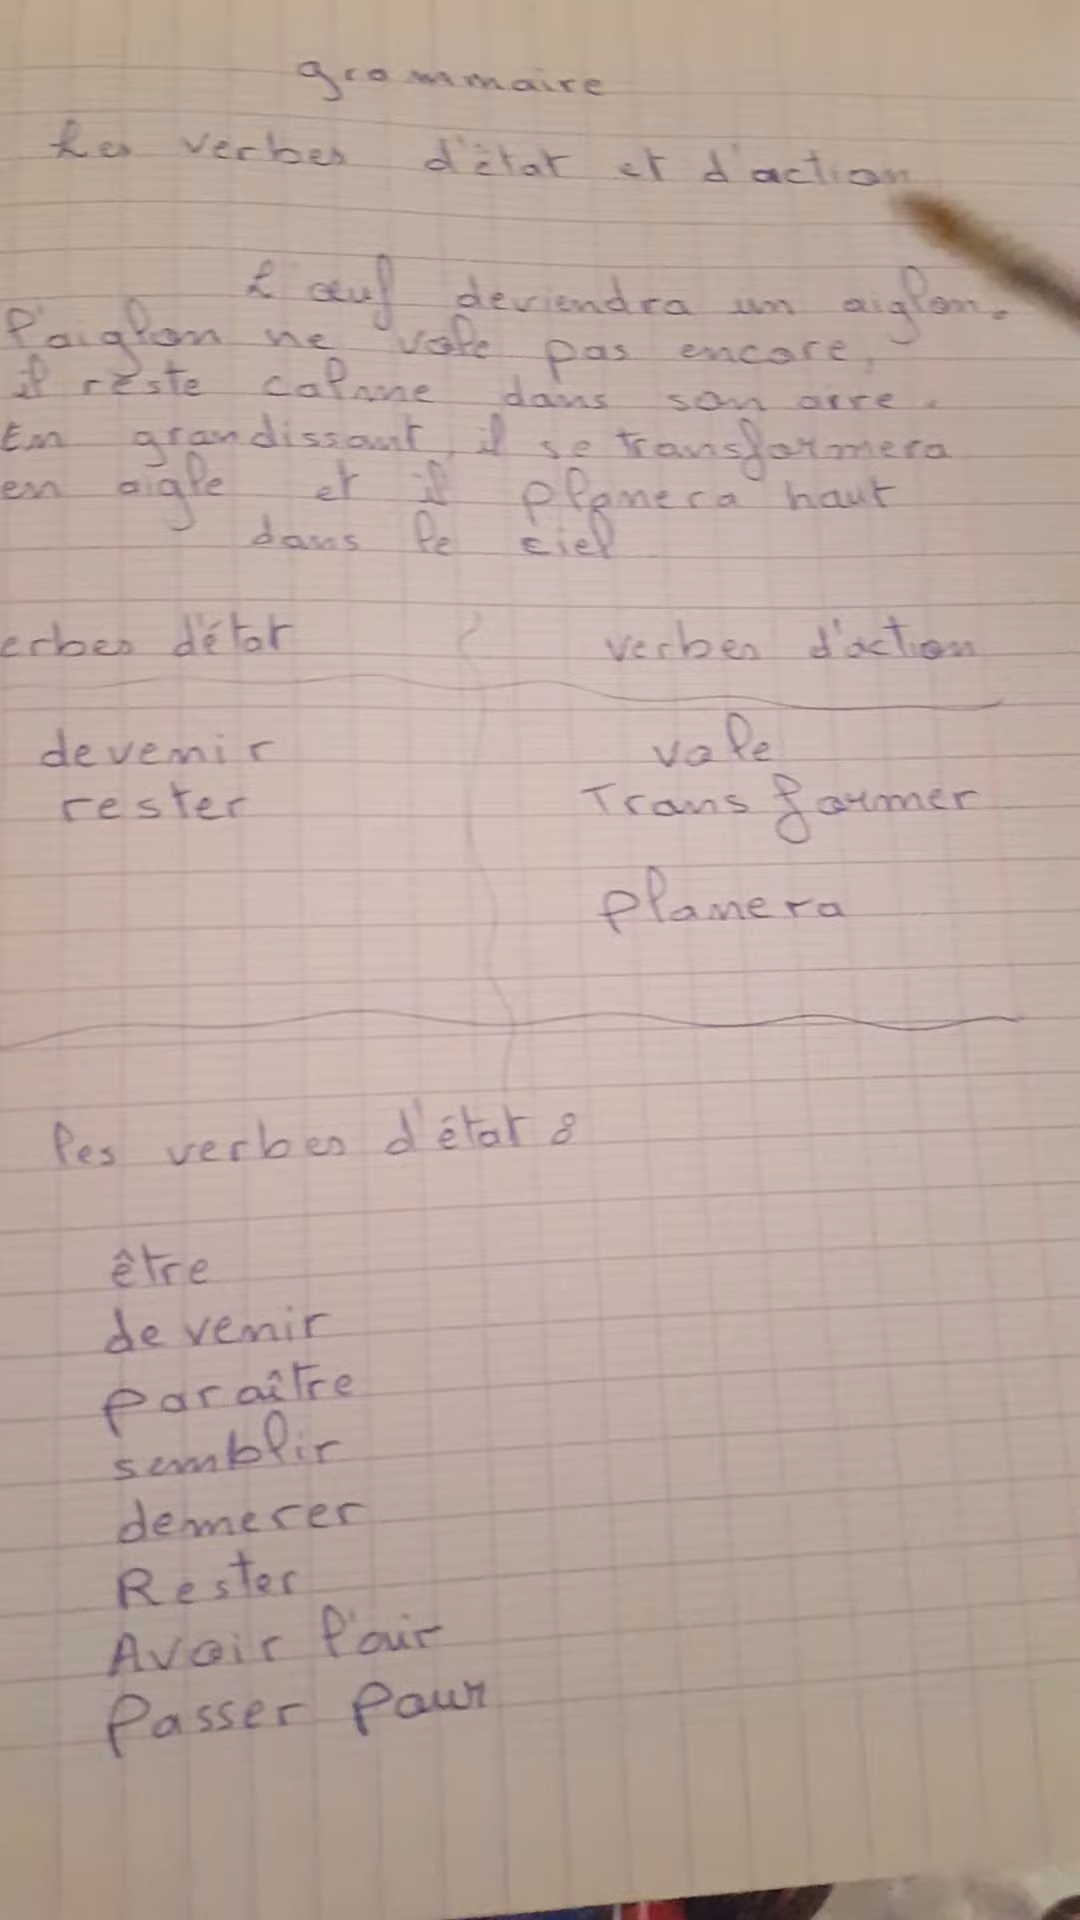 grammaire
Les verbes d'état et d'action
L'œuf deviendra un aiglon.
l'aiglon ne vole pas encore,
il reste calme dans son aire.
En grandissant, il se transformera
en aigle et il planera haut
dans le ciel
erbes d'état verbes d'action
devenir vole
rester Transformer
planera
les verbes d'état :
être
devenir
paraître
semblir
demerer
Rester
Avoir l'air
Passer pour